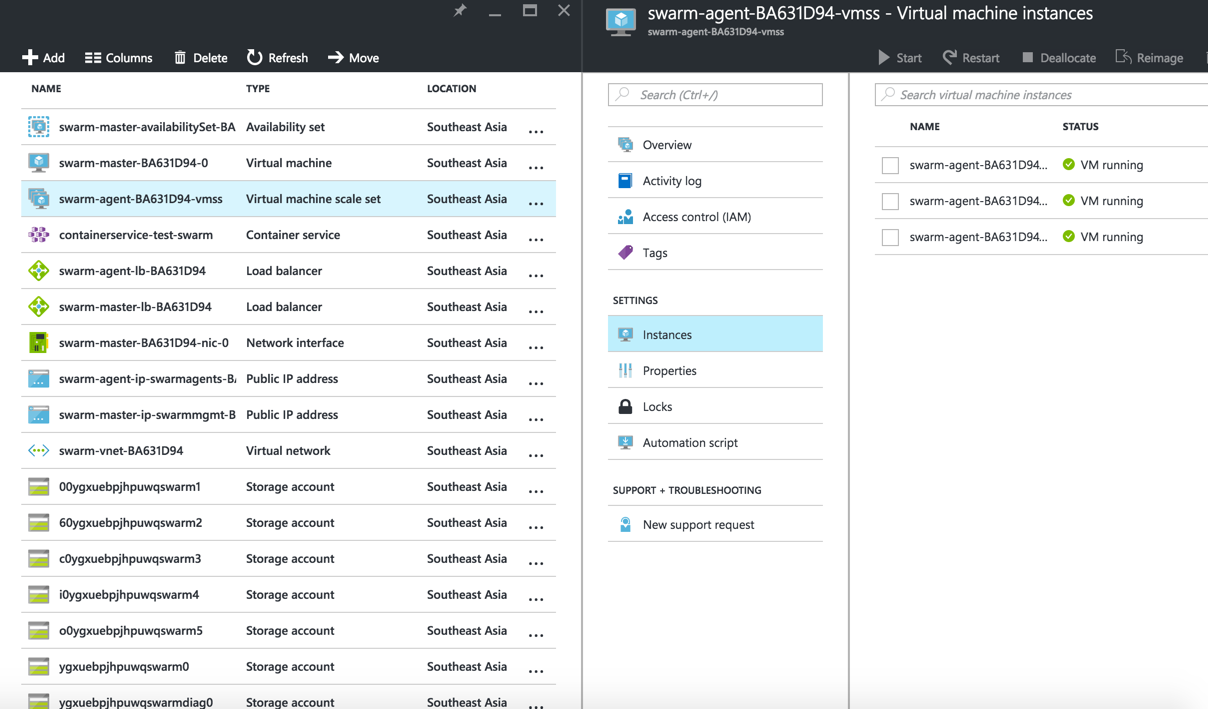 Add Columns Delete Refresh Move
NAME TYPE LOCATION
swarm-master-availabilitySet-BA Availability set Southeast Asia ...
swarm-master-BA631D94-0 Virtual machine Southeast Asia ...
swarm-agent-BA631D94-vmss Virtual machine scale set Southeast Asia ...
containerservice-test-swarm Container service Southeast Asia ...
swarm-agent-lb-BA631D94 Load balancer Southeast Asia ...
swarm-master-lb-BA631D94 Load balancer Southeast Asia ...
swarm-master-BA631D94-nic-0 Network interface Southeast Asia ...
swarm-agent-ip-swarmagents-BA Public IP address Southeast Asia ...
swarm-master-ip-swarmmgmt-B Public IP address Southeast Asia ...
swarm-vnet-BA631D94 Virtual network Southeast Asia ...
00ygxuebpjhpuwqswarm1 Storage account Southeast Asia ...
60ygxuebpjhpuwqswarm2 Storage account Southeast Asia ...
c0ygxuebpjhpuwqswarm3 Storage account Southeast Asia ...
i0ygxuebpjhpuwqswarm4 Storage account Southeast Asia ...
o0ygxuebpjhpuwqswarm5 Storage account Southeast Asia ...
ygxuebpjhpuwqswarm0 Storage account Southeast Asia ...
ygxuebpjhpuwqswarmdiag0 Storage account Southeast Asia ...
swarm-agent-BA631D94-vmss - Virtual machine instances
swarm-agent-BA631D94-vmss
Start Restart Deallocate Reimage
Search (Ctrl+/)
Overview
Activity log
Access control (IAM)
Tags
SETTINGS
Instances
Properties
Locks
Automation script
SUPPORT + TROUBLESHOOTING
New support request
Search virtual machine instances
NAME STATUS
swarm-agent-BA631D94... VM running
swarm-agent-BA631D94... VM running
swarm-agent-BA631D94... VM running